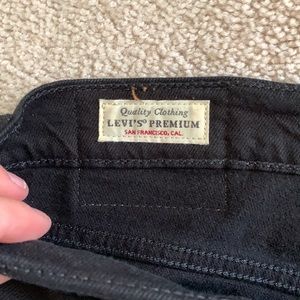 Quality Clothing
LEVI'S® PREMIUM
SAN FRANCISCO, CAL.